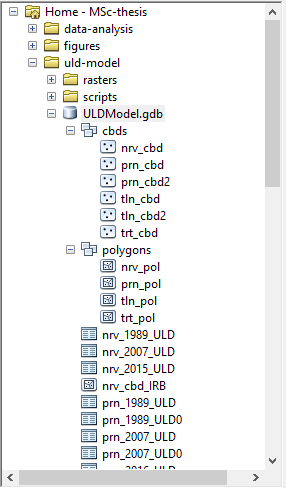 Home - MSc-thesis
data-analysis
figures
uld-model
rasters
scripts
ULDModel.gdb
cbds
nrv_cbd
prn_cbd
prn_cbd2
tln_cbd
tln_cbd2
trt_cbd
polygons
nrv_pol
prn_pol
tln_pol
trt_pol
nrv_1989_ULD
nrv_2007_ULD
nrv_2015_ULD
nrv_cbd_IRB
prn_1989_ULD
prn_1989_ULD0
prn_2007_ULD
prn_2007_ULD0